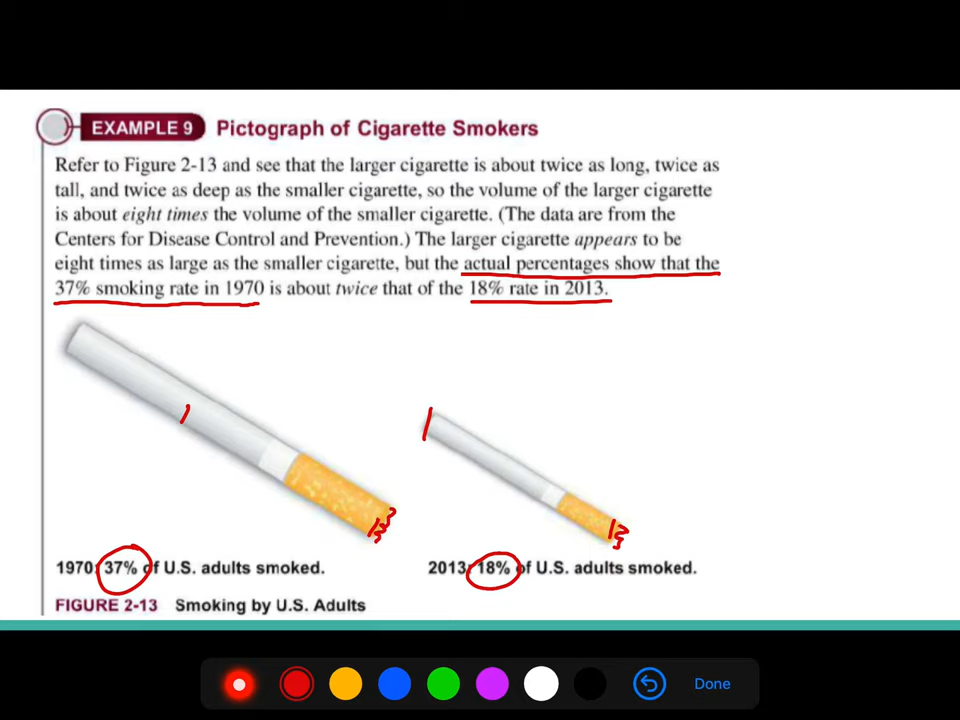 EXAMPLE 9 Pictograph of Cigarette Smokers
Refer to Figure 2-13 and see that the larger cigarette is about twice as long, twice as
tall, and twice as deep as the smaller cigarette, so the volume of the larger cigarette
is about eight times the volume of the smaller cigarette. (The data are from the
Centers for Disease Control and Prevention.) The larger cigarette appears to be
eight times as large as the smaller cigarette, but the actual percentages show that the
37% smoking rate in 1970 is about twice that of the 18% rate in 2013.
1970: 37% of U.S. adults smoked.
2013: 18% of U.S. adults smoked.
FIGURE 2-13 Smoking by U.S. Adults
Done